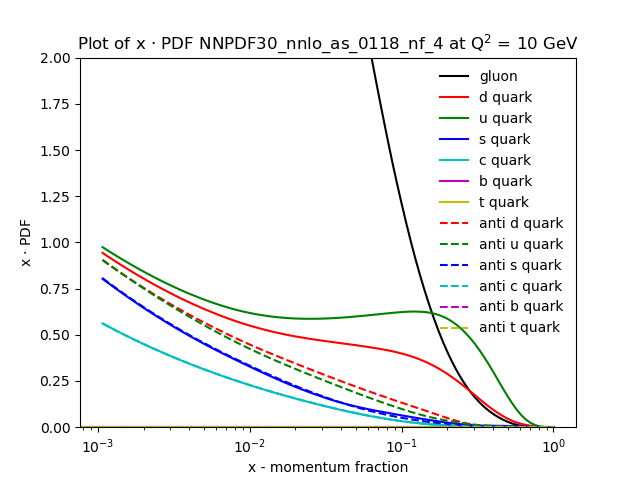 Plot of x · PDF NNPDF30_nnlo_as_0118_nf_4 at Q² = 10 GeV
2.00
1.75
1.50
1.25
1.00
0.75
0.50
0.25
0.00
x · PDF
gluon
d quark
u quark
s quark
c quark
b quark
t quark
anti d quark
anti u quark
anti s quark
anti c quark
anti b quark
anti t quark
10⁻³ 10⁻² 10⁻¹ 10⁰
x - momentum fraction